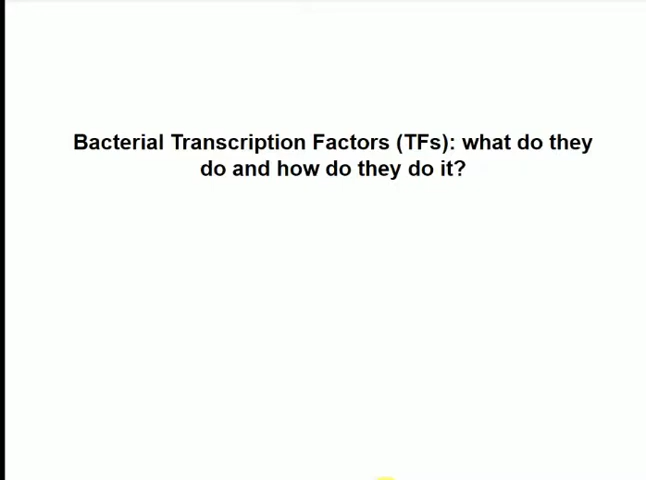 Bacterial Transcription Factors (TFs): what do they
do and how do they do it?